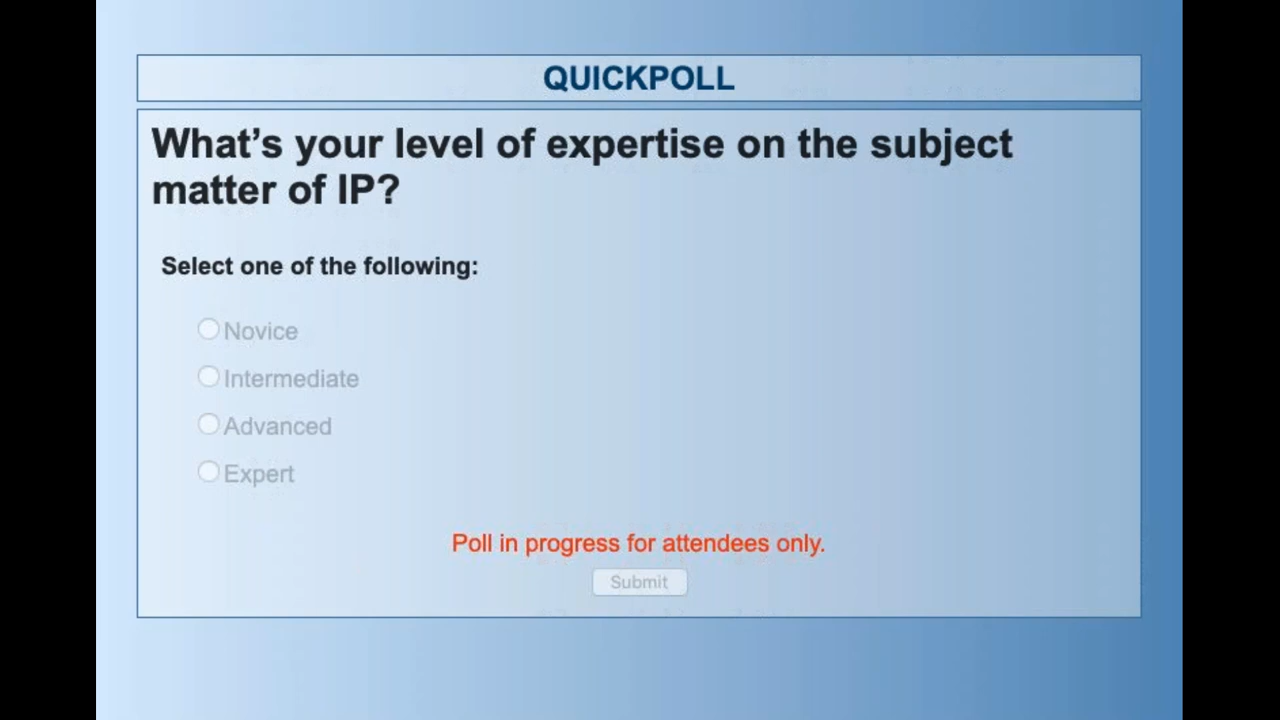 QUICKPOLL
What’s your level of expertise on the subject
matter of IP?
Select one of the following:
Novice
Intermediate
Advanced
Expert
Poll in progress for attendees only.
Submit